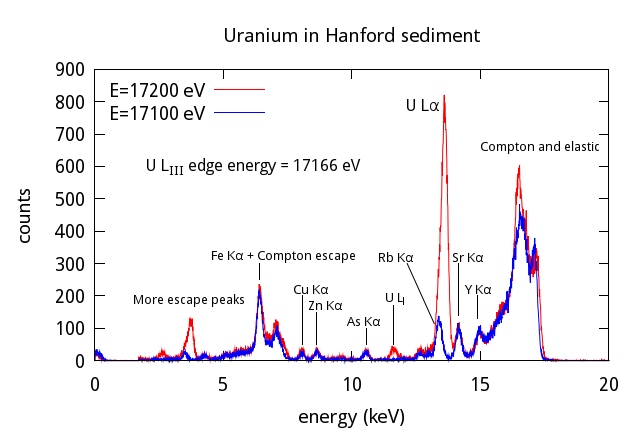 Uranium in Hanford sediment
900
800
700
600
500
400
300
200
100
0
counts
E=17200 eV
E=17100 eV
U Lα
Compton and elastic
U LIII edge energy = 17166 eV
Fe Kα + Compton escape
Rb Kα
Sr Kα
More escape peaks
Cu Kα
Zn Kα
U Ll
Y Kα
As Kα
0 5 10 15 20
energy (keV)